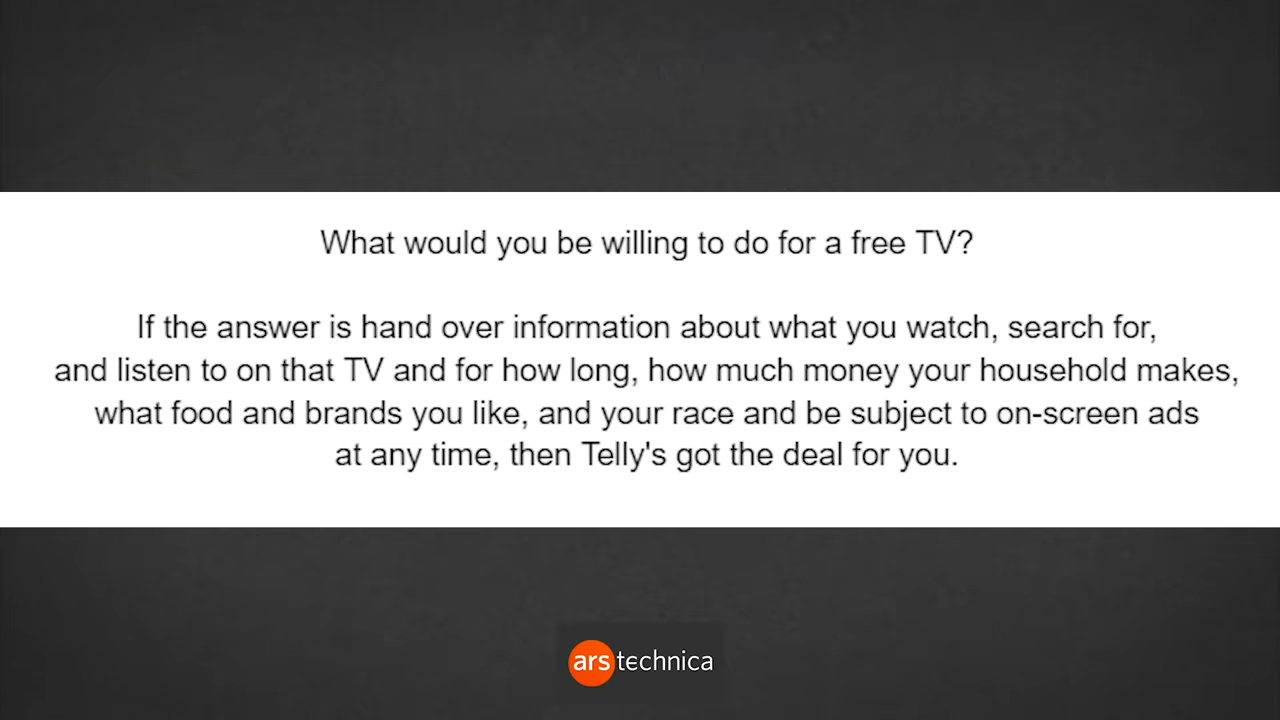 What would you be willing to do for a free TV?
If the answer is hand over information about what you watch, search for,
and listen to on that TV and for how long, how much money your household makes,
what food and brands you like, and your race and be subject to on-screen ads
at any time, then Telly's got the deal for you.
ars technica